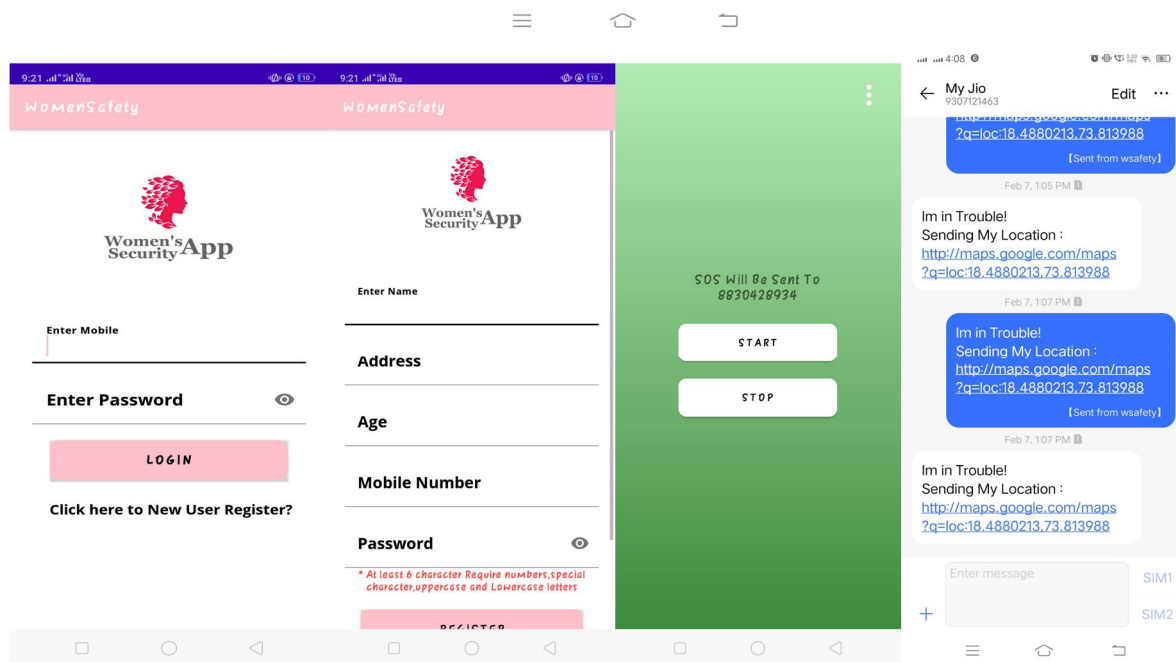 9:21
WomenSafety
Women's
Security App
Enter Mobile
Enter Password
LOGIN
Click here to New User Register?
9:21
WomenSafety
Women's
Security App
Enter Name
Address
Age
Mobile Number
Password
* At least 6 character Require numbers,special
character,uppercase and Lowercase letters
REGISTER
SOS Will Be Sent To
8830428934
START
STOP
4:08
My Jio
9307121463
Edit
http://maps.google.com/maps
?q=loc:18.4880213,73.813988
【Sent from wsafety】
Feb 7, 1:05 PM
Im in Trouble!
Sending My Location :
http://maps.google.com/maps
?q=loc:18.4880213,73.813988
Feb 7, 1:07 PM
Im in Trouble!
Sending My Location :
http://maps.google.com/maps
?q=loc:18.4880213,73.813988
【Sent from wsafety】
Feb 7, 1:07 PM
Im in Trouble!
Sending My Location :
http://maps.google.com/maps
?q=loc:18.4880213,73.813988
Enter message
SIM1
SIM2